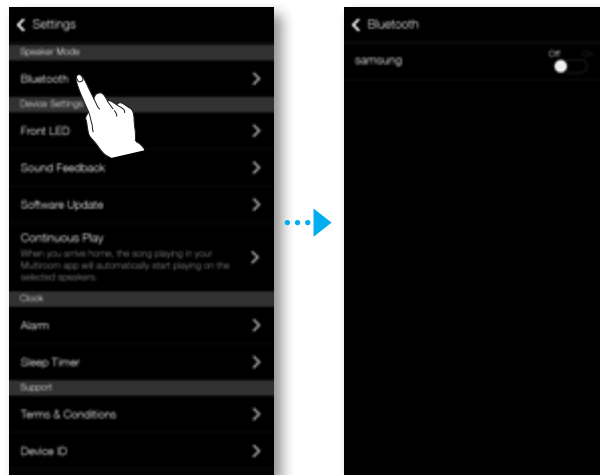 Settings
Speaker Mode
Bluetooth
Device Settings
Front LED
Sound Feedback
Software Update
Continuous Play
When you arrive home, the song playing in your
Multiroom app will automatically start playing on the
selected speakers.
Clock
Alarm
Sleep Timer
Support
Terms & Conditions
Device ID
Bluetooth
Off On
samsung